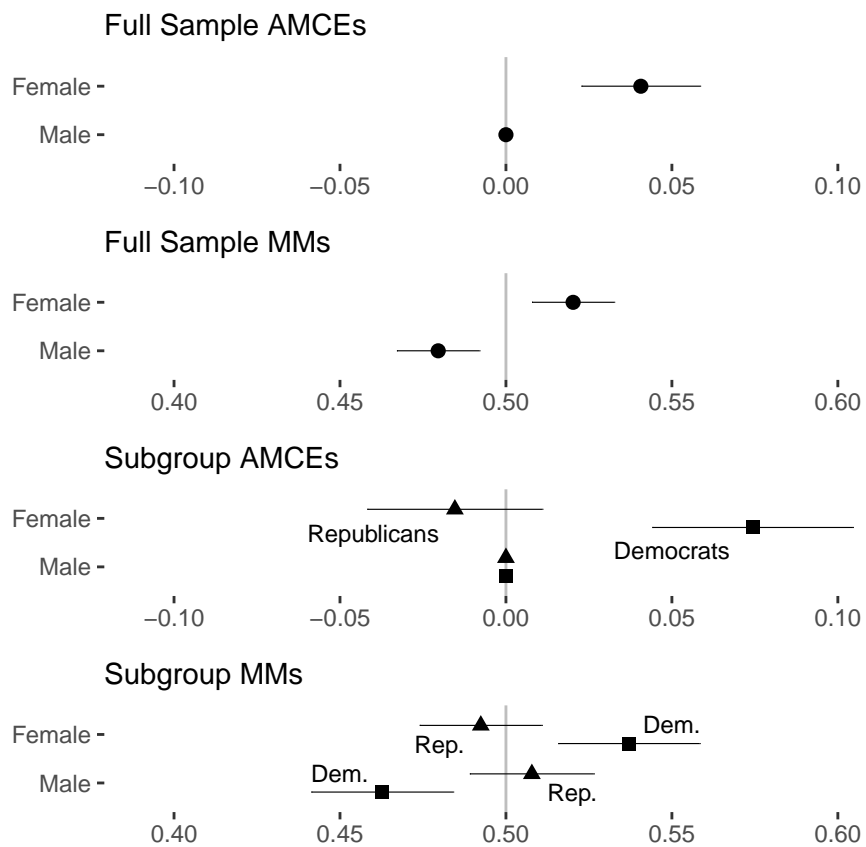 Full Sample AMCEs
Female
Male
−0.10 −0.05 0.00 0.05 0.10
Full Sample MMs
Female
Male
0.40 0.45 0.50 0.55 0.60
Subgroup AMCEs
Female
Republicans
Democrats
Male
−0.10 −0.05 0.00 0.05 0.10
Subgroup MMs
Female Dem.
Rep.
Dem.
Male
Rep.
0.40 0.45 0.50 0.55 0.60